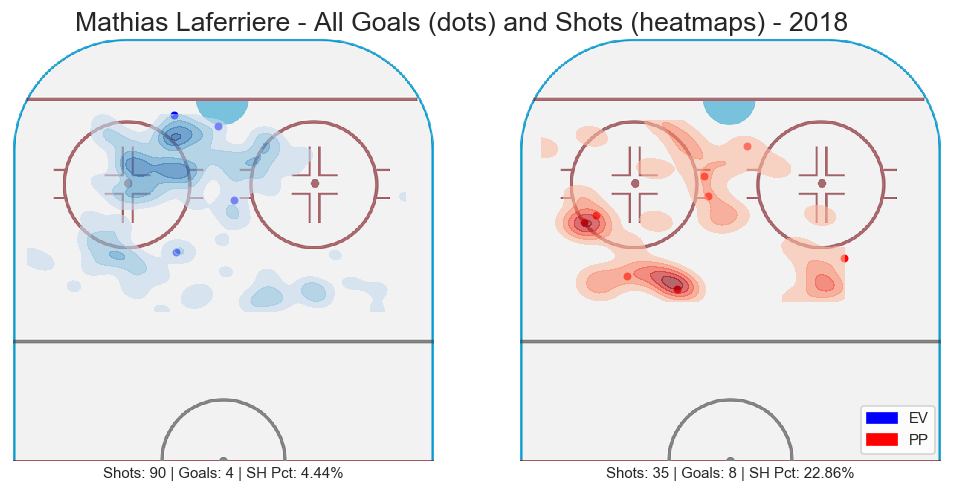 Mathias Laferriere - All Goals (dots) and Shots (heatmaps) - 2018
EV
PP
Shots: 90 | Goals: 4 | SH Pct: 4.44%
Shots: 35 | Goals: 8 | SH Pct: 22.86%